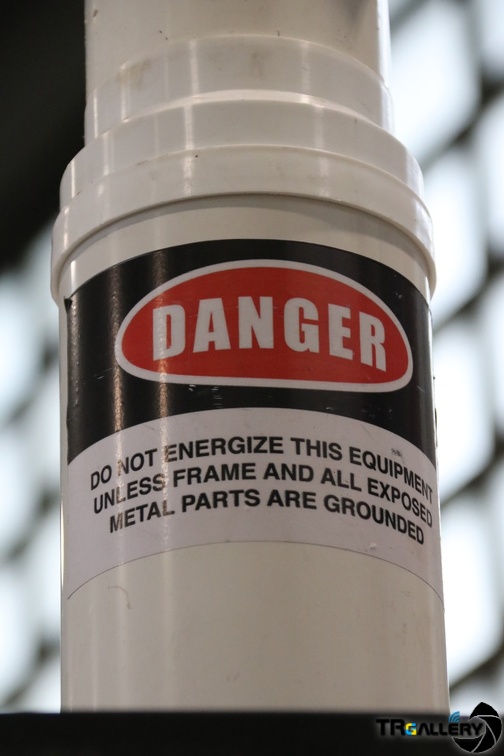 DANGER
DO NOT ENERGIZE THIS EQUIPMENT
UNLESS FRAME AND ALL EXPOSED
METAL PARTS ARE GROUNDED
TRGALLERY